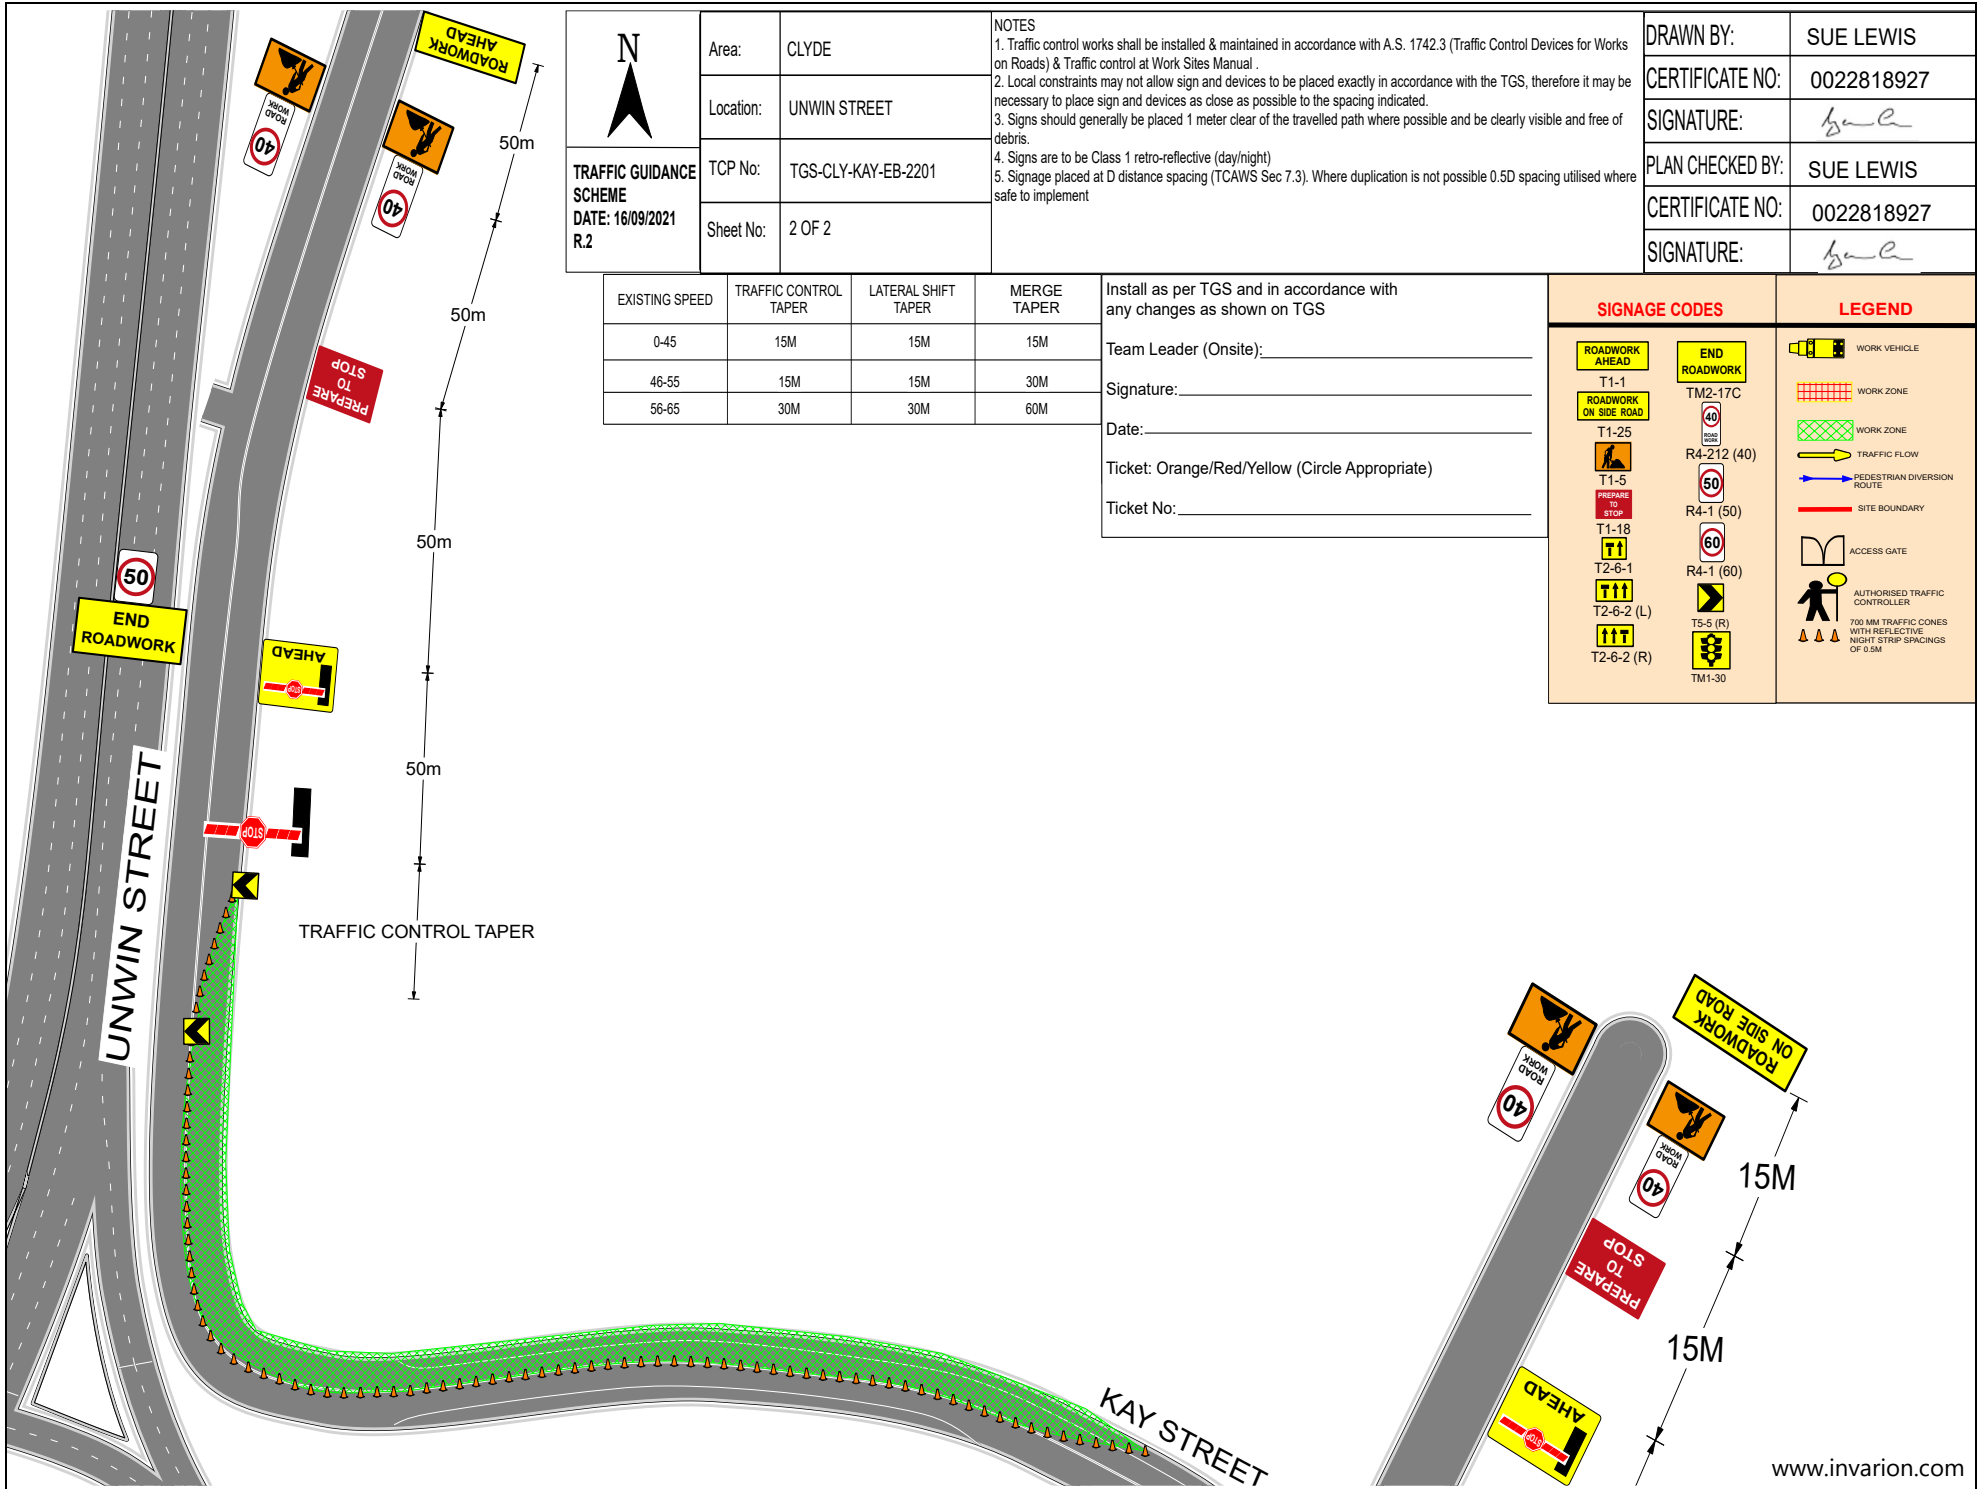 N
TRAFFIC GUIDANCE
SCHEME
DATE: 16/09/2021
R.2
Area: CLYDE
Location: UNWIN STREET
TCP No: TGS-CLY-KAY-EB-2201
Sheet No: 2 OF 2
NOTES
1. Traffic control works shall be installed & maintained in accordance with A.S. 1742.3 (Traffic Control Devices for Works
on Roads) & Traffic control at Work Sites Manual .
2. Local constraints may not allow sign and devices to be placed exactly in accordance with the TGS, therefore it may be
necessary to place sign and devices as close as possible to the spacing indicated.
3. Signs should generally be placed 1 meter clear of the travelled path where possible and be clearly visible and free of
debris.
4. Signs are to be Class 1 retro-reflective (day/night)
5. Signage placed at D distance spacing (TCAWS Sec 7.3). Where duplication is not possible 0.5D spacing utilised where
safe to implement
DRAWN BY: SUE LEWIS
CERTIFICATE NO: 0022818927
SIGNATURE:
PLAN CHECKED BY: SUE LEWIS
CERTIFICATE NO: 0022818927
SIGNATURE:
EXISTING SPEED TRAFFIC CONTROL TAPER LATERAL SHIFT TAPER MERGE TAPER
0-45 15M 15M 15M
46-55 15M 15M 30M
56-65 30M 30M 60M
Install as per TGS and in accordance with
any changes as shown on TGS
Team Leader (Onsite):
Signature:
Date:
Ticket: Orange/Red/Yellow (Circle Appropriate)
Ticket No:
SIGNAGE CODES
ROADWORK
AHEAD
T1-1
ROADWORK
ON SIDE ROAD
T1-25
T1-5
PREPARE
TO
STOP
T1-18
T2-6-1
T2-6-2 (L)
T2-6-2 (R)
END
ROADWORK
TM2-17C
40
ROAD
WORK
R4-212 (40)
50
R4-1 (50)
60
R4-1 (60)
T5-5 (R)
TM1-30
LEGEND
WORK VEHICLE
WORK ZONE
WORK ZONE
TRAFFIC FLOW
PEDESTRIAN DIVERSION
ROUTE
SITE BOUNDARY
ACCESS GATE
AUTHORISED TRAFFIC
CONTROLLER
700 MM TRAFFIC CONES
WITH REFLECTIVE
NIGHT STRIP SPACINGS
OF 0.5M
ROADWORK
AHEAD
ROAD
WORK
40
ROAD
WORK
40
50m
50m
PREPARE
TO
STOP
50m
50
END
ROADWORK
AHEAD
STOP
50m
STOP
TRAFFIC CONTROL TAPER
UNWIN STREET
KAY STREET
ROADWORK
ON SIDE ROAD
ROAD
WORK
40
ROAD
WORK
40
15M
PREPARE
TO
STOP
15M
AHEAD
STOP
www.invarion.com